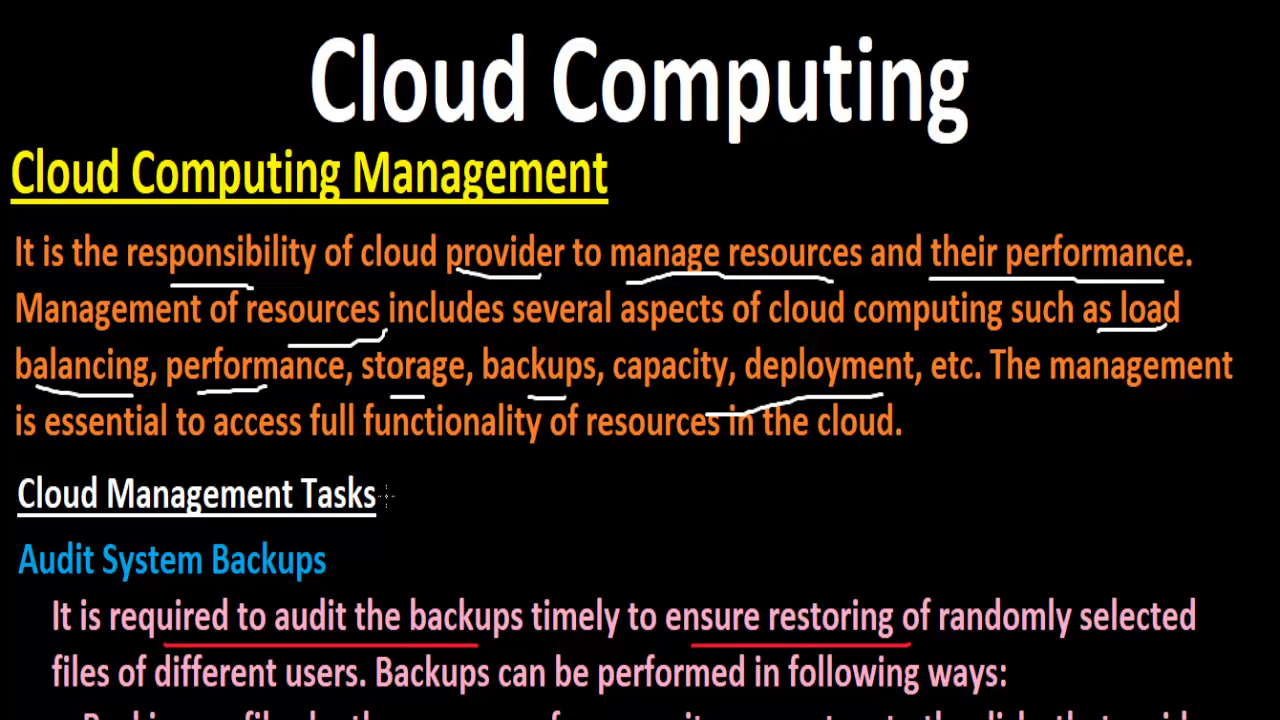 Cloud Computing
Cloud Computing Management
It is the responsibility of cloud provider to manage resources and their performance.
Management of resources includes several aspects of cloud computing such as load
balancing, performance, storage, backups, capacity, deployment, etc. The management
is essential to access full functionality of resources in the cloud.
Cloud Management Tasks
Audit System Backups
It is required to audit the backups timely to ensure restoring of randomly selected
files of different users. Backups can be performed in following ways: